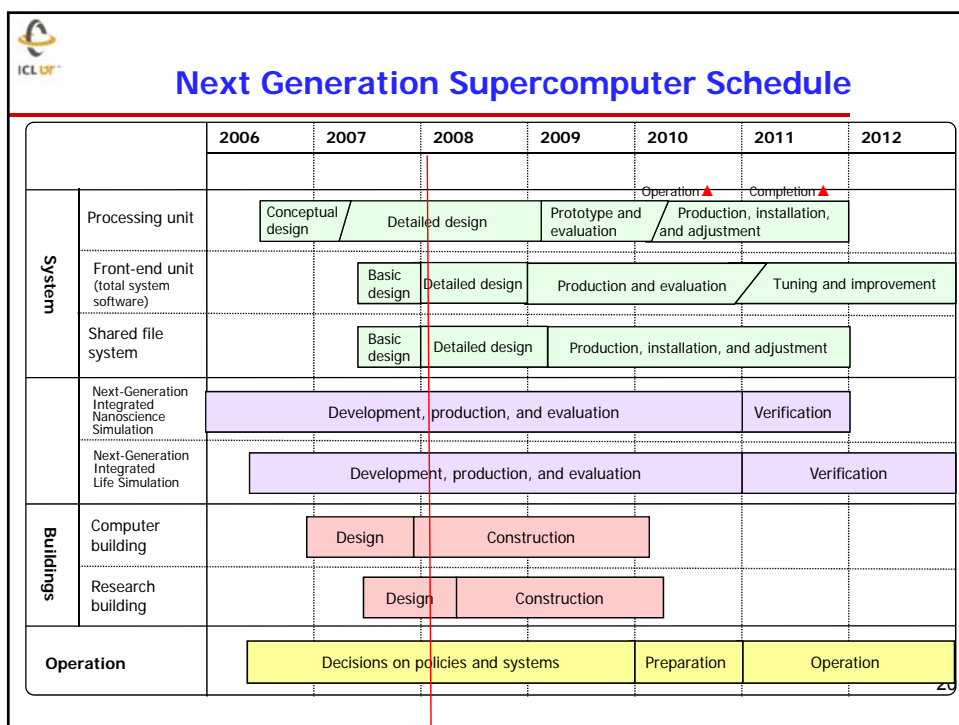 ICL UT
Next Generation Supercomputer Schedule
2006 2007 2008 2009 2010 2011 2012
Operation Completion
System
Processing unit
Conceptual
design
Detailed design
Prototype and
evaluation
Production, installation,
and adjustment
Front-end unit
(total system
software)
Basic
design
Detailed design
Production and evaluation
Tuning and improvement
Shared file
system
Basic
design
Detailed design
Production, installation, and adjustment
Next-Generation
Integrated
Nanoscience
Simulation
Development, production, and evaluation
Verification
Next-Generation
Integrated
Life Simulation
Development, production, and evaluation
Verification
Buildings
Computer
building
Design
Construction
Research
building
Design
Construction
Operation
Decisions on policies and systems
Preparation
Operation
20